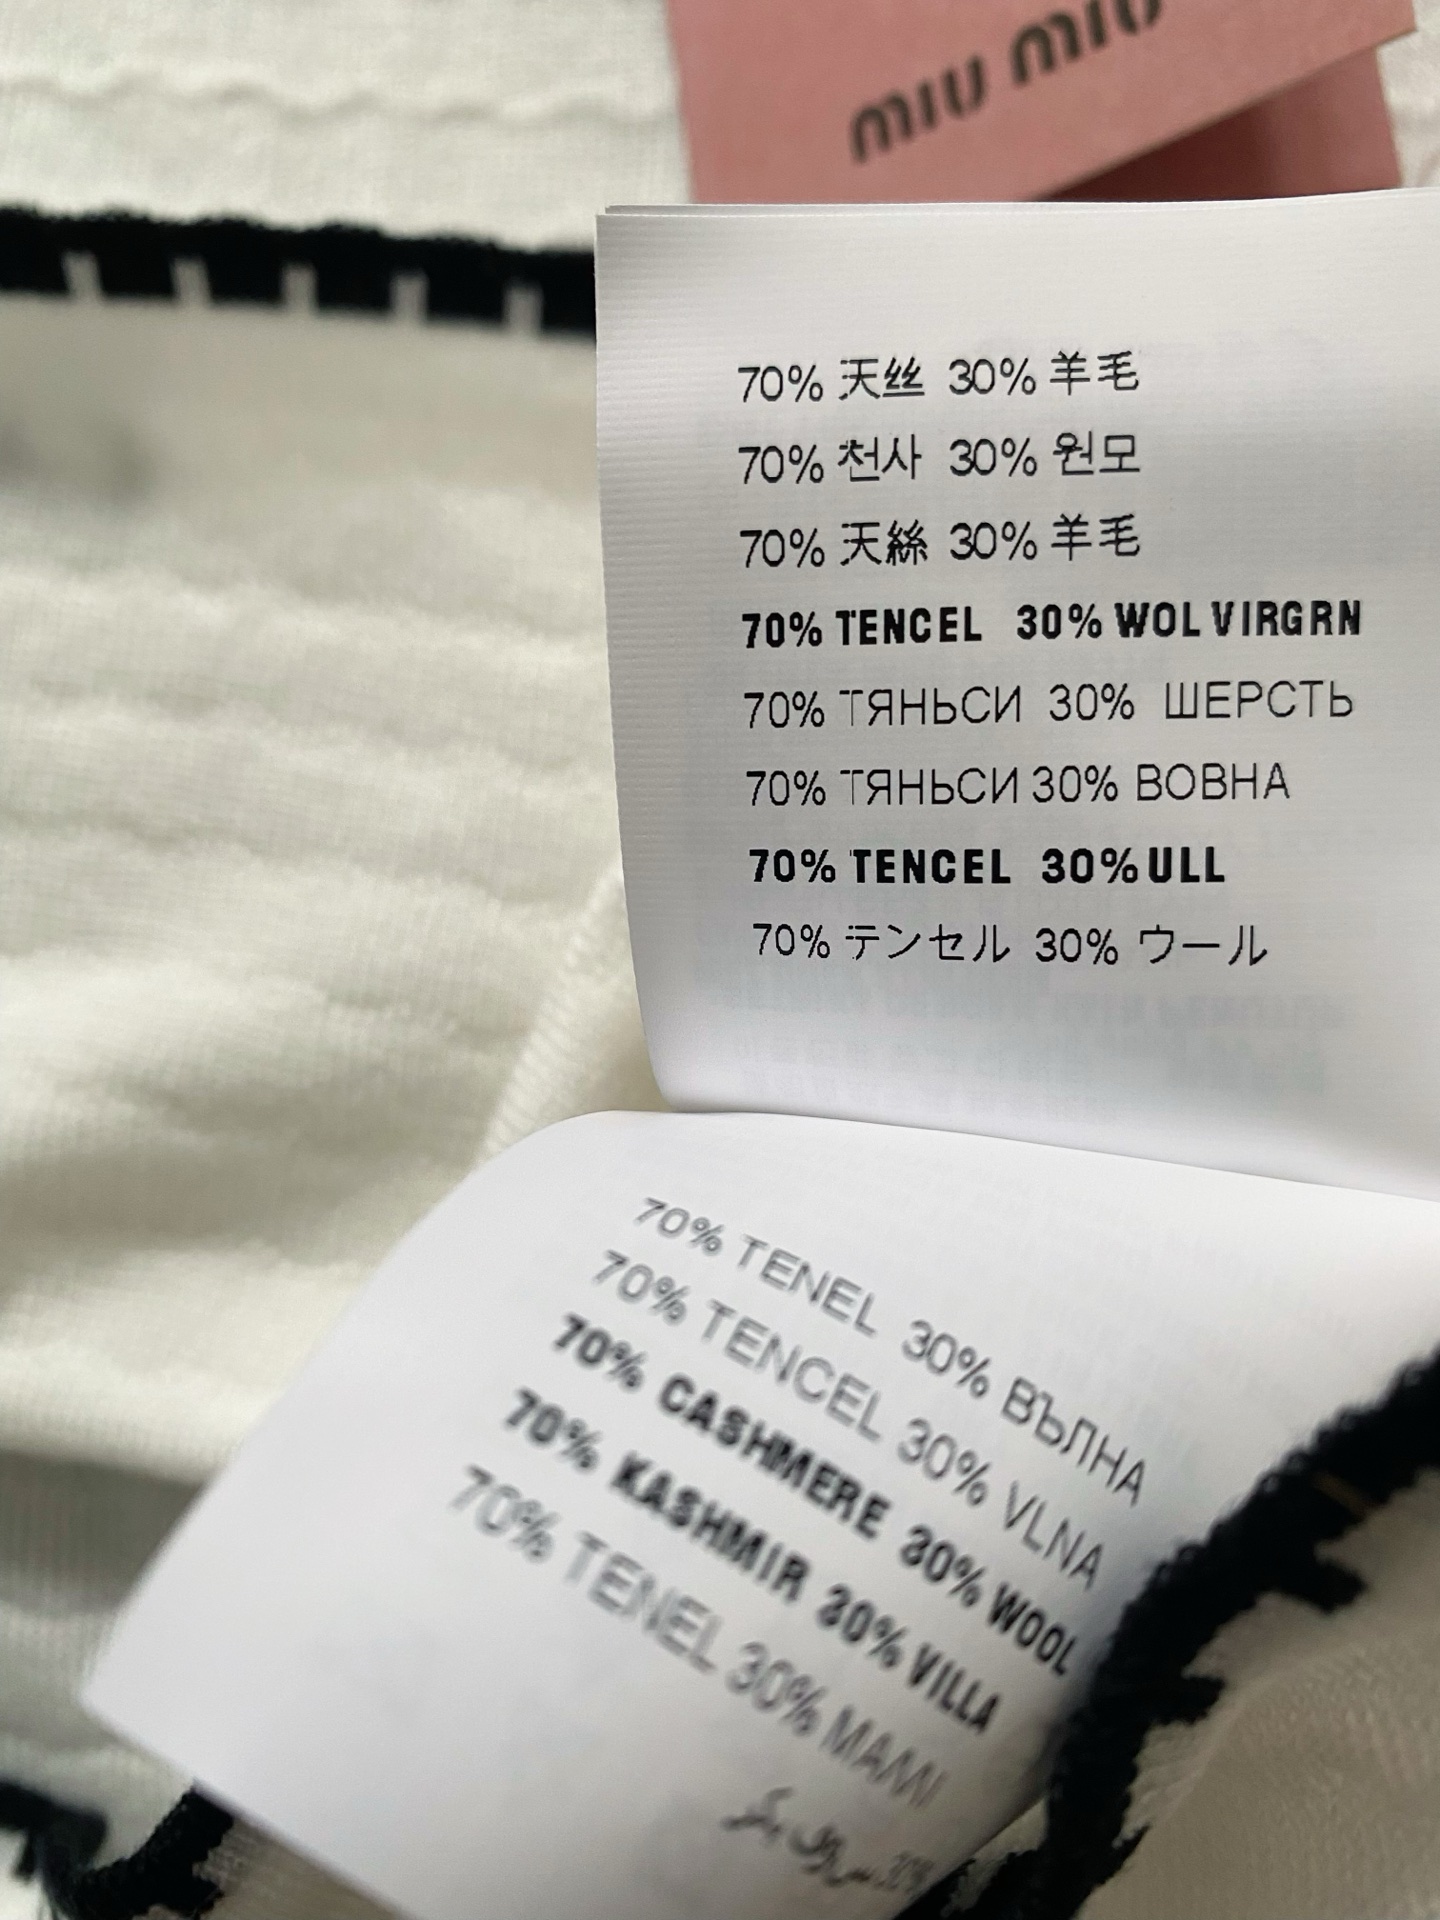 miu miu
70% 天丝 30% 羊毛
70% 천사 30% 원모
70% 天絲 30% 羊毛
70% TENCEL 30% WOL VIRGRN
70% ТЯНЬСИ 30% ШЕРСТЬ
70% ТЯНЬСИ 30% ВОВНА
70% TENCEL 30% ULL
70% テンセル 30% ウール
70% TENEL 30% ВЪЛНА
70% TENCEL 30% VLNA
70% CASHMERE 30% WOOL
70% KASHMIR 30% VILLA
70% TENEL 30% MAMI